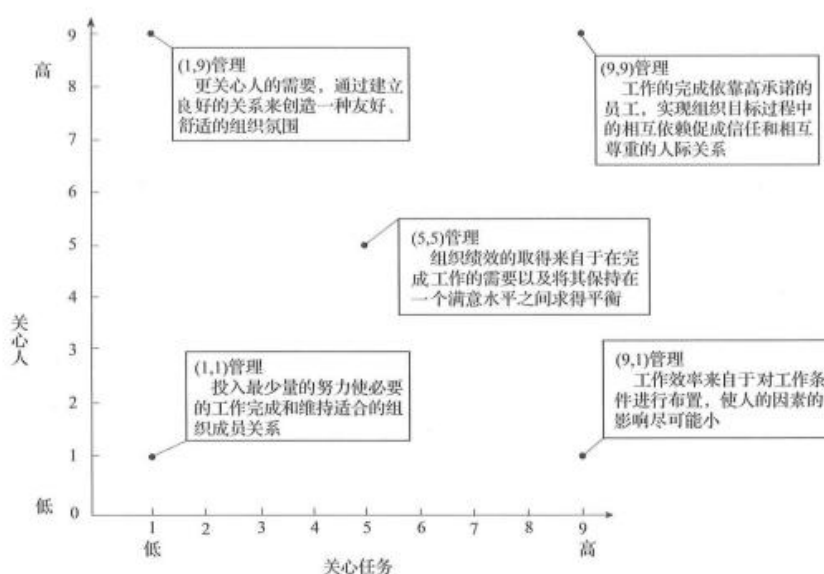 9
高
8
7
6
5
4
关心人
3
2
1
低
0
(1,9)管理
更关心人的需要，通过建立
良好的关系来创造一种友好、
舒适的组织氛围
(9,9)管理
工作的完成依靠高承诺的
员工，实现组织目标过程中
的相互依赖促成信任和相互
尊重的人际关系
(5,5)管理
组织绩效的取得来自于在完
成工作的需要以及将其保持在
一个满意水平之间求得平衡
(1,1)管理
投入最少量的努力使必要
的工作完成和维持适合的组
织成员关系
(9,1)管理
工作效率来自于对工作条
件进行布置，使人的因素的
影响尽可能小
1 2 3 4 5 6 7 8 9
低 高
关心任务